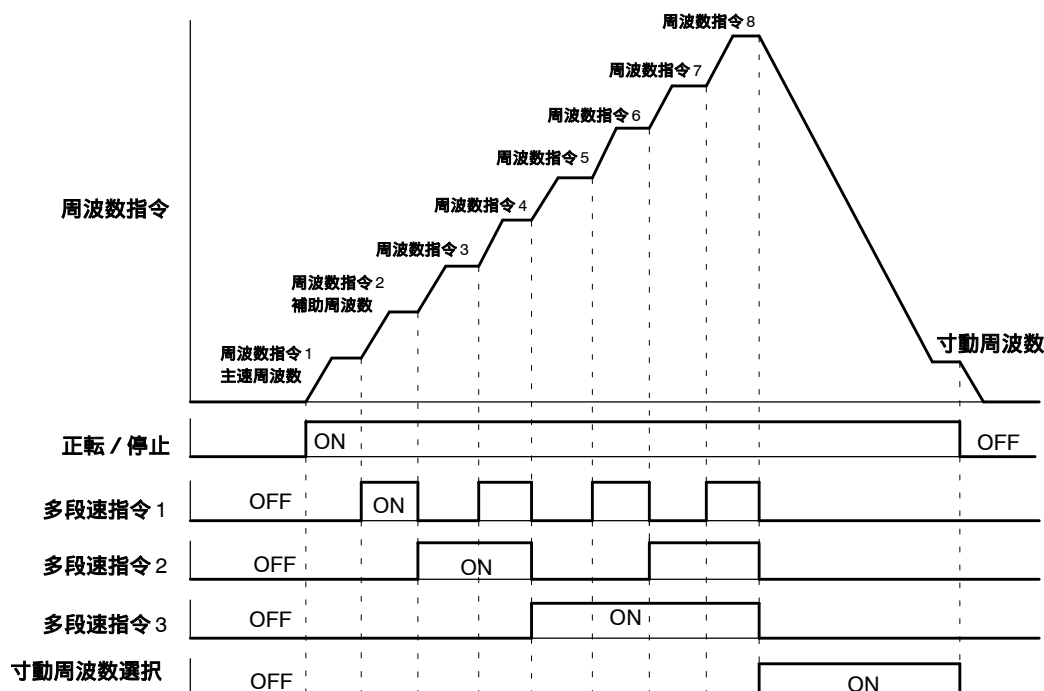 周波数指令8
周波数指令7
周波数指令6
周波数指令5
周波数指令4
周波数指令3
周波数指令2
補助周波数
周波数指令1
主速周波数
周波数指令
寸動周波数
正転 / 停止
ON
OFF
多段速指令1
OFF
ON
多段速指令2
OFF
ON
多段速指令3
OFF
ON
寸動周波数選択
OFF
ON